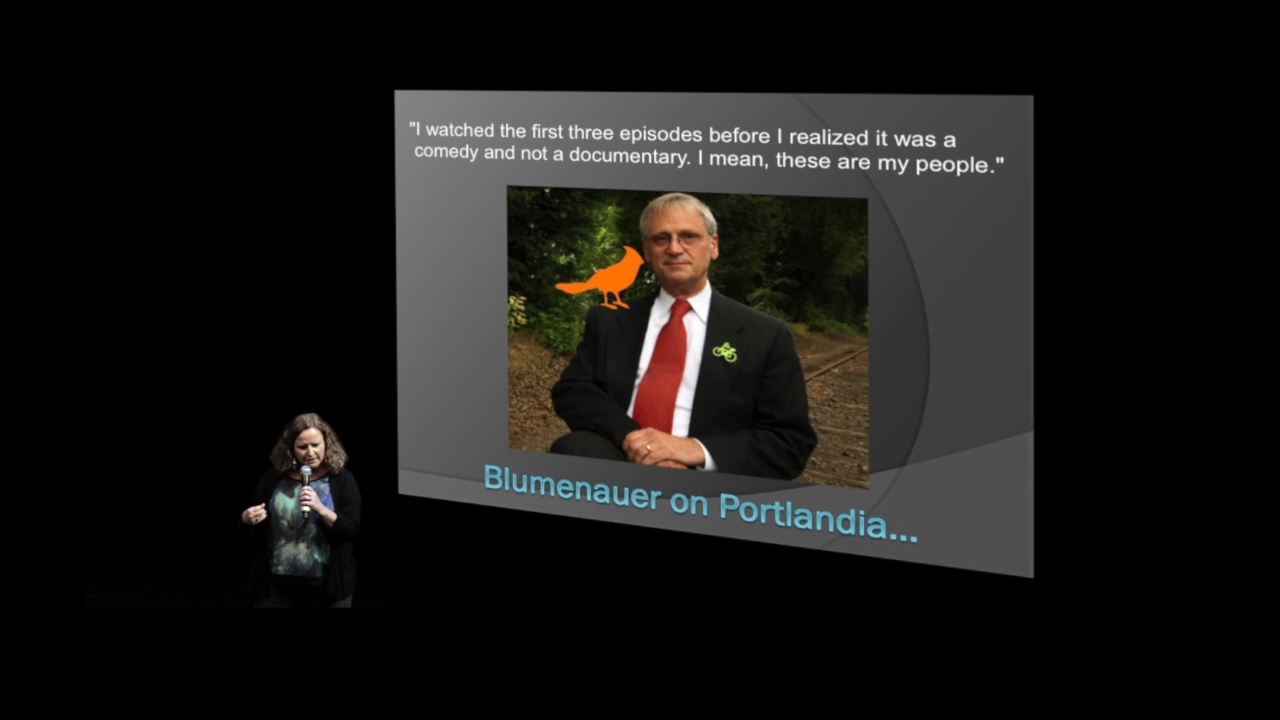 "I watched the first three episodes before I realized it was a
comedy and not a documentary. I mean, these are my people."
Blumenauer on Portlandia...